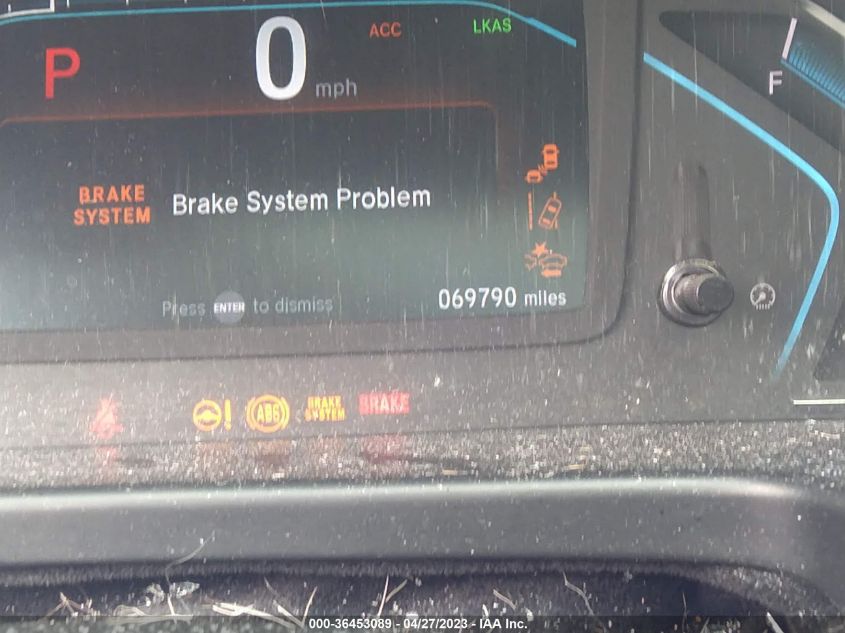 P 0 mph ACC LKAS
F
BRAKE
SYSTEM
Brake System Problem
Press ENTER to dismiss
069790 miles
ABS
BRAKE
SYSTEM
BRAKE
000-36453089 - 04/27/2023 - IAA Inc.